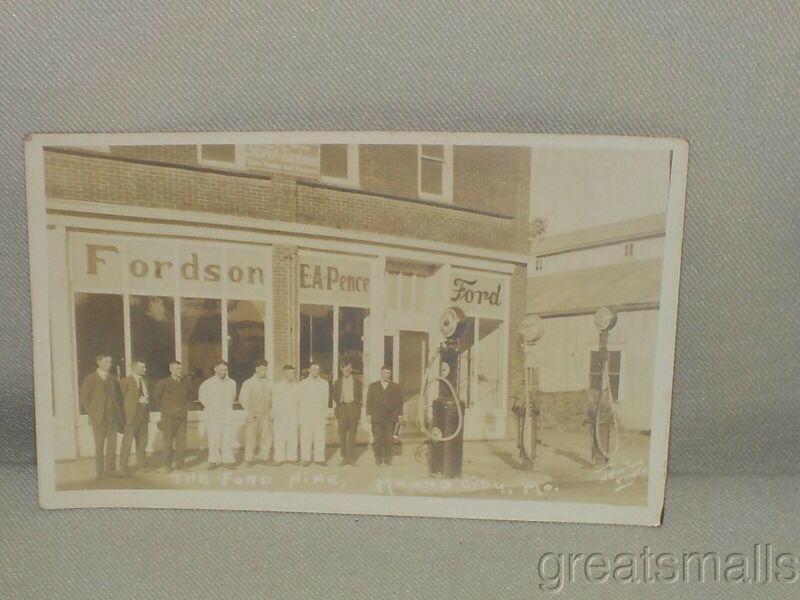 Fordson
E.A.Pence
Ford
THE FORD NINE, MOUND CITY, MO.
greatsmalls